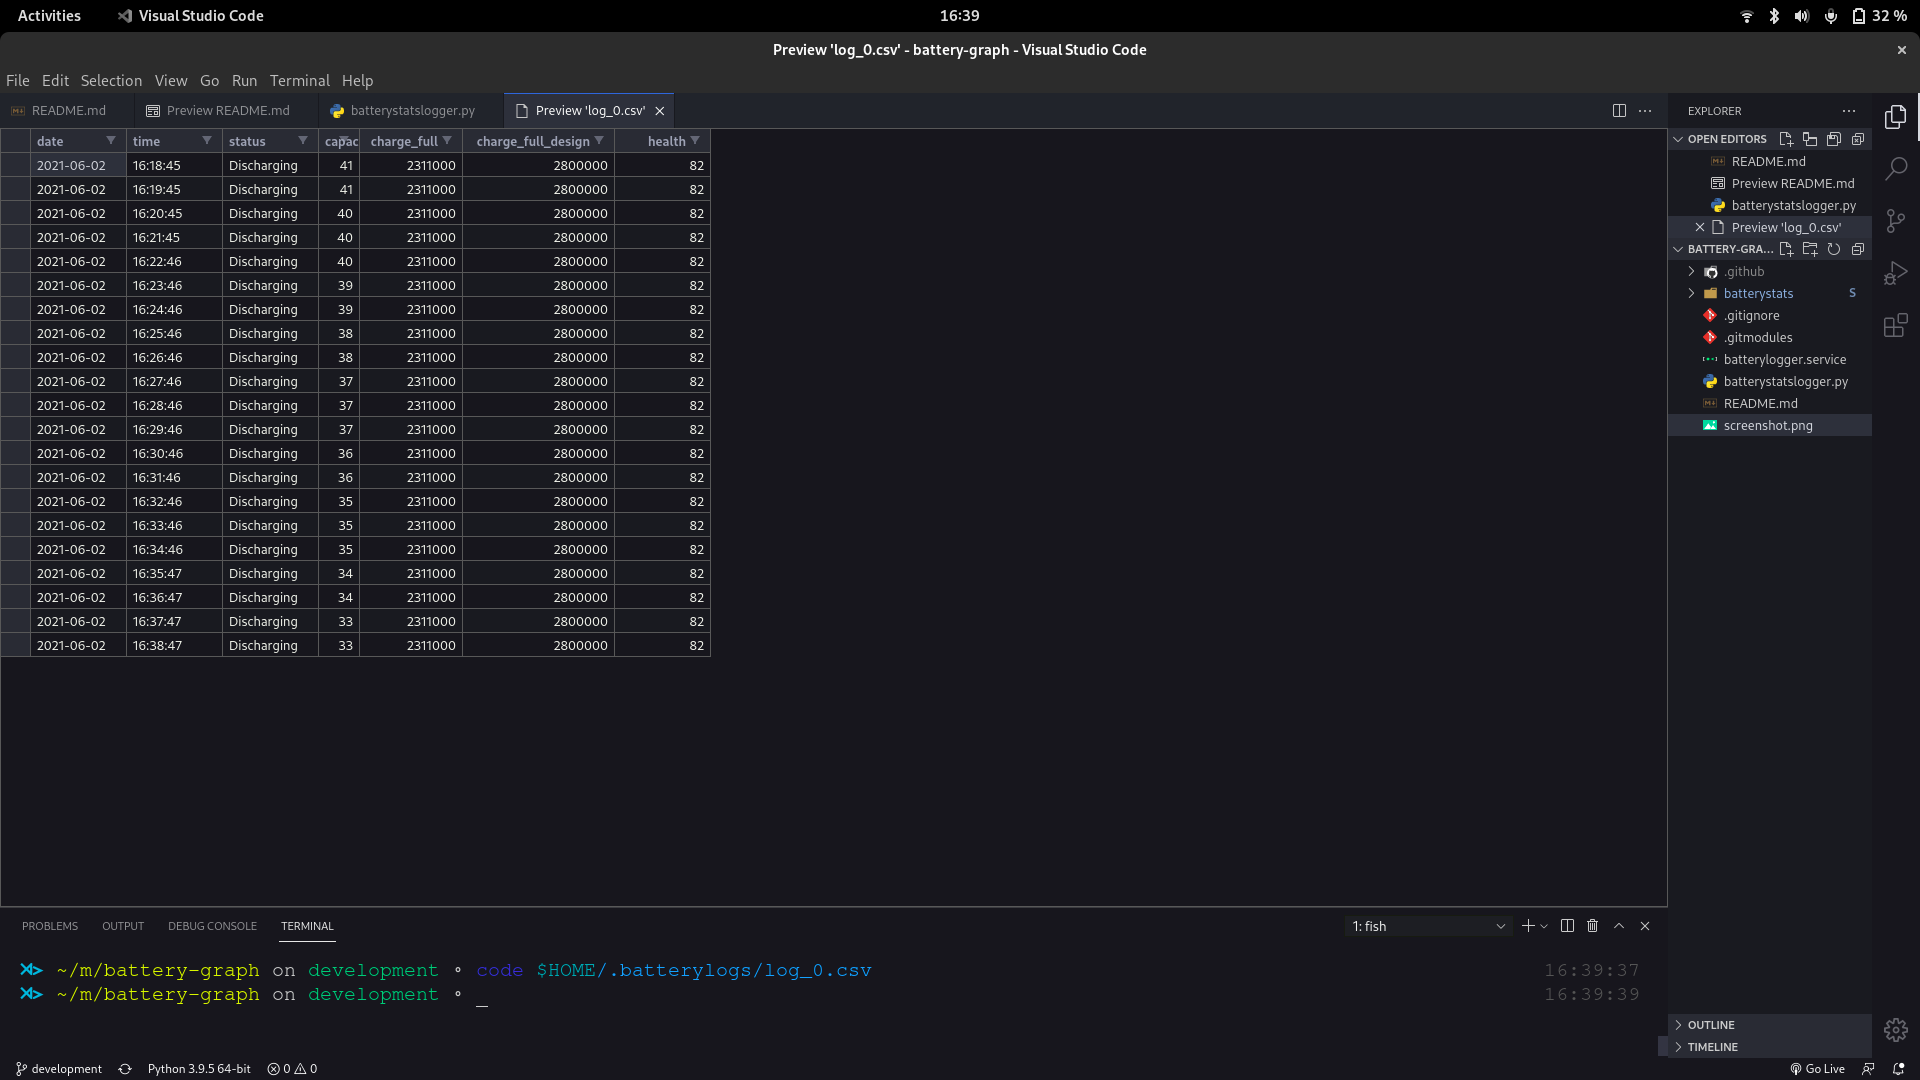 Activities Visual Studio Code 16:39 32 %
Preview 'log_0.csv' - battery-graph - Visual Studio Code
File Edit Selection View Go Run Terminal Help
README.md Preview README.md batterystatslogger.py Preview 'log_0.csv'
date time status capac charge_full charge_full_design health
2021-06-02 16:18:45 Discharging 41 2311000 2800000 82
2021-06-02 16:19:45 Discharging 41 2311000 2800000 82
2021-06-02 16:20:45 Discharging 40 2311000 2800000 82
2021-06-02 16:21:45 Discharging 40 2311000 2800000 82
2021-06-02 16:22:46 Discharging 40 2311000 2800000 82
2021-06-02 16:23:46 Discharging 39 2311000 2800000 82
2021-06-02 16:24:46 Discharging 39 2311000 2800000 82
2021-06-02 16:25:46 Discharging 38 2311000 2800000 82
2021-06-02 16:26:46 Discharging 38 2311000 2800000 82
2021-06-02 16:27:46 Discharging 37 2311000 2800000 82
2021-06-02 16:28:46 Discharging 37 2311000 2800000 82
2021-06-02 16:29:46 Discharging 37 2311000 2800000 82
2021-06-02 16:30:46 Discharging 36 2311000 2800000 82
2021-06-02 16:31:46 Discharging 36 2311000 2800000 82
2021-06-02 16:32:46 Discharging 35 2311000 2800000 82
2021-06-02 16:33:46 Discharging 35 2311000 2800000 82
2021-06-02 16:34:46 Discharging 35 2311000 2800000 82
2021-06-02 16:35:47 Discharging 34 2311000 2800000 82
2021-06-02 16:36:47 Discharging 34 2311000 2800000 82
2021-06-02 16:37:47 Discharging 33 2311000 2800000 82
2021-06-02 16:38:47 Discharging 33 2311000 2800000 82
EXPLORER
OPEN EDITORS
README.md
Preview README.md
batterystatslogger.py
Preview 'log_0.csv'
BATTERY-GRA...
.github
batterystats S
.gitignore
.gitmodules
batterylogger.service
batterystatslogger.py
README.md
screenshot.png
OUTLINE
TIMELINE
PROBLEMS OUTPUT DEBUG CONSOLE TERMINAL 1: fish
~/m/battery-graph on development ∘ code $HOME/.batterylogs/log_0.csv 16:39:37
~/m/battery-graph on development ∘ _ 16:39:39
development Python 3.9.5 64-bit 0 0 Go Live